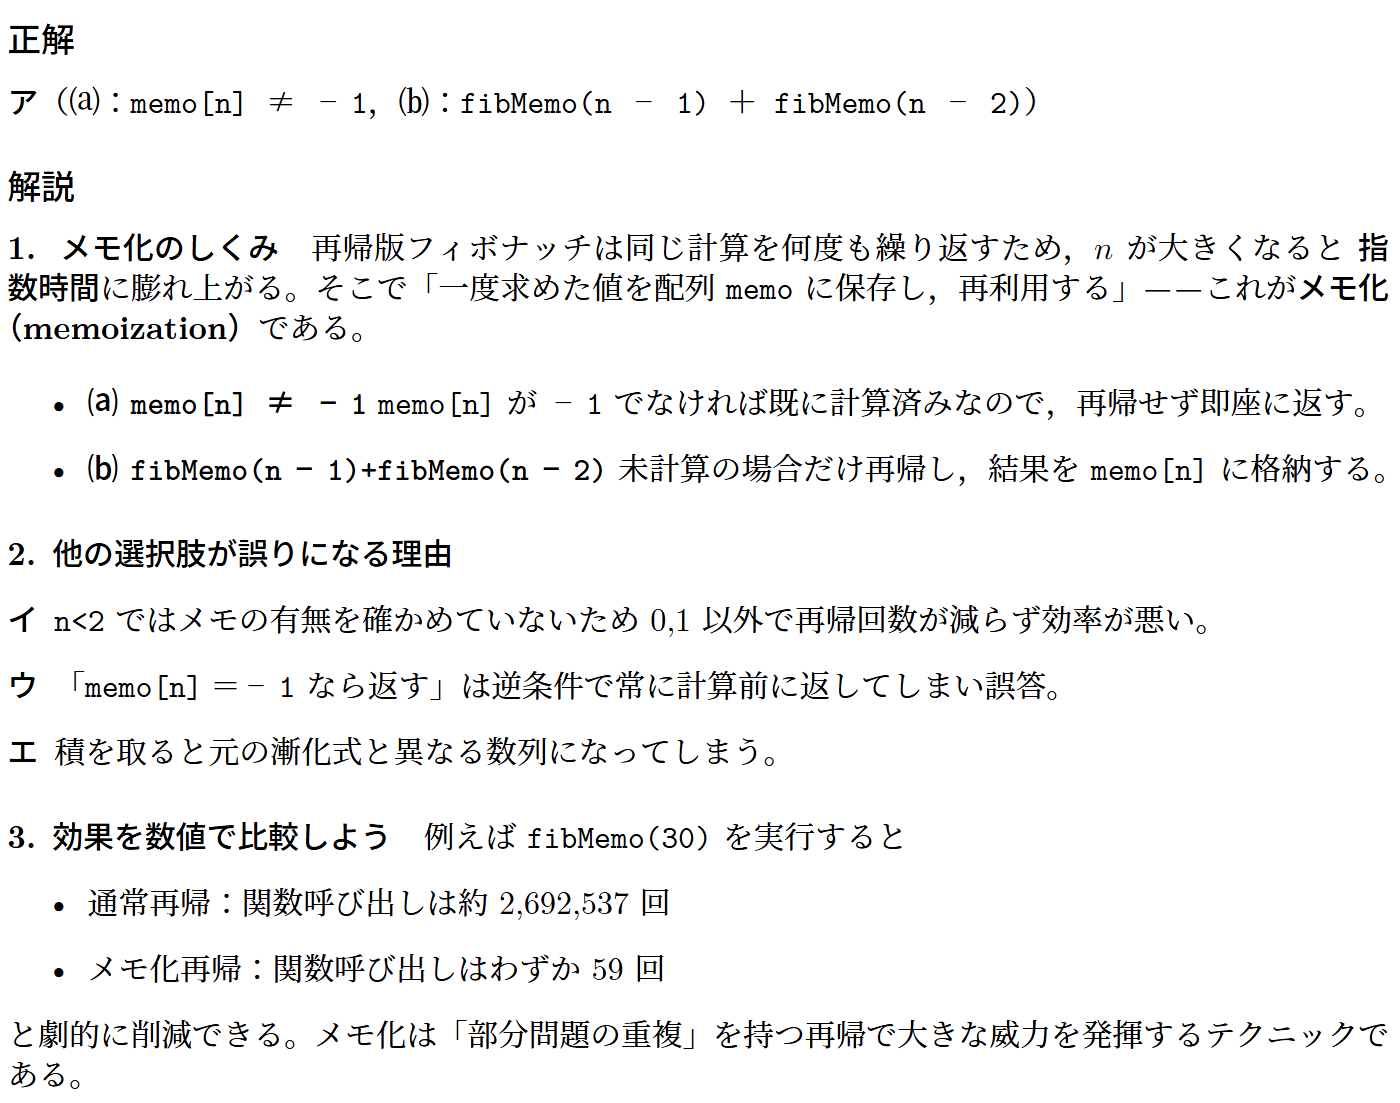 正解
ア（(a)：memo[n] ≠ －1，(b)：fibMemo(n － 1) ＋ fibMemo(n － 2)）
解説
1. メモ化のしくみ　再帰版フィボナッチは同じ計算を何度も繰り返すため，n が大きくなると 指
数時間に膨れ上がる。そこで「一度求めた値を配列 memo に保存し，再利用する」——これがメモ化
（memoization）である。
• (a) memo[n] ≠ －1 memo[n] が －1 でなければ既に計算済みなので，再帰せず即座に返す。
• (b) fibMemo(n － 1)+fibMemo(n － 2) 未計算の場合だけ再帰し，結果を memo[n] に格納する。
2. 他の選択肢が誤りになる理由
イ n<2 ではメモの有無を確かめていないため 0,1 以外で再帰回数が減らず効率が悪い。
ウ 「memo[n] ＝－1 なら返す」は逆条件で常に計算前に返してしまい誤答。
エ 積を取ると元の漸化式と異なる数列になってしまう。
3. 効果を数値で比較しよう　例えば fibMemo(30) を実行すると
• 通常再帰：関数呼び出しは約 2,692,537 回
• メモ化再帰：関数呼び出しはわずか 59 回
と劇的に削減できる。メモ化は「部分問題の重複」を持つ再帰で大きな威力を発揮するテクニックで
ある。